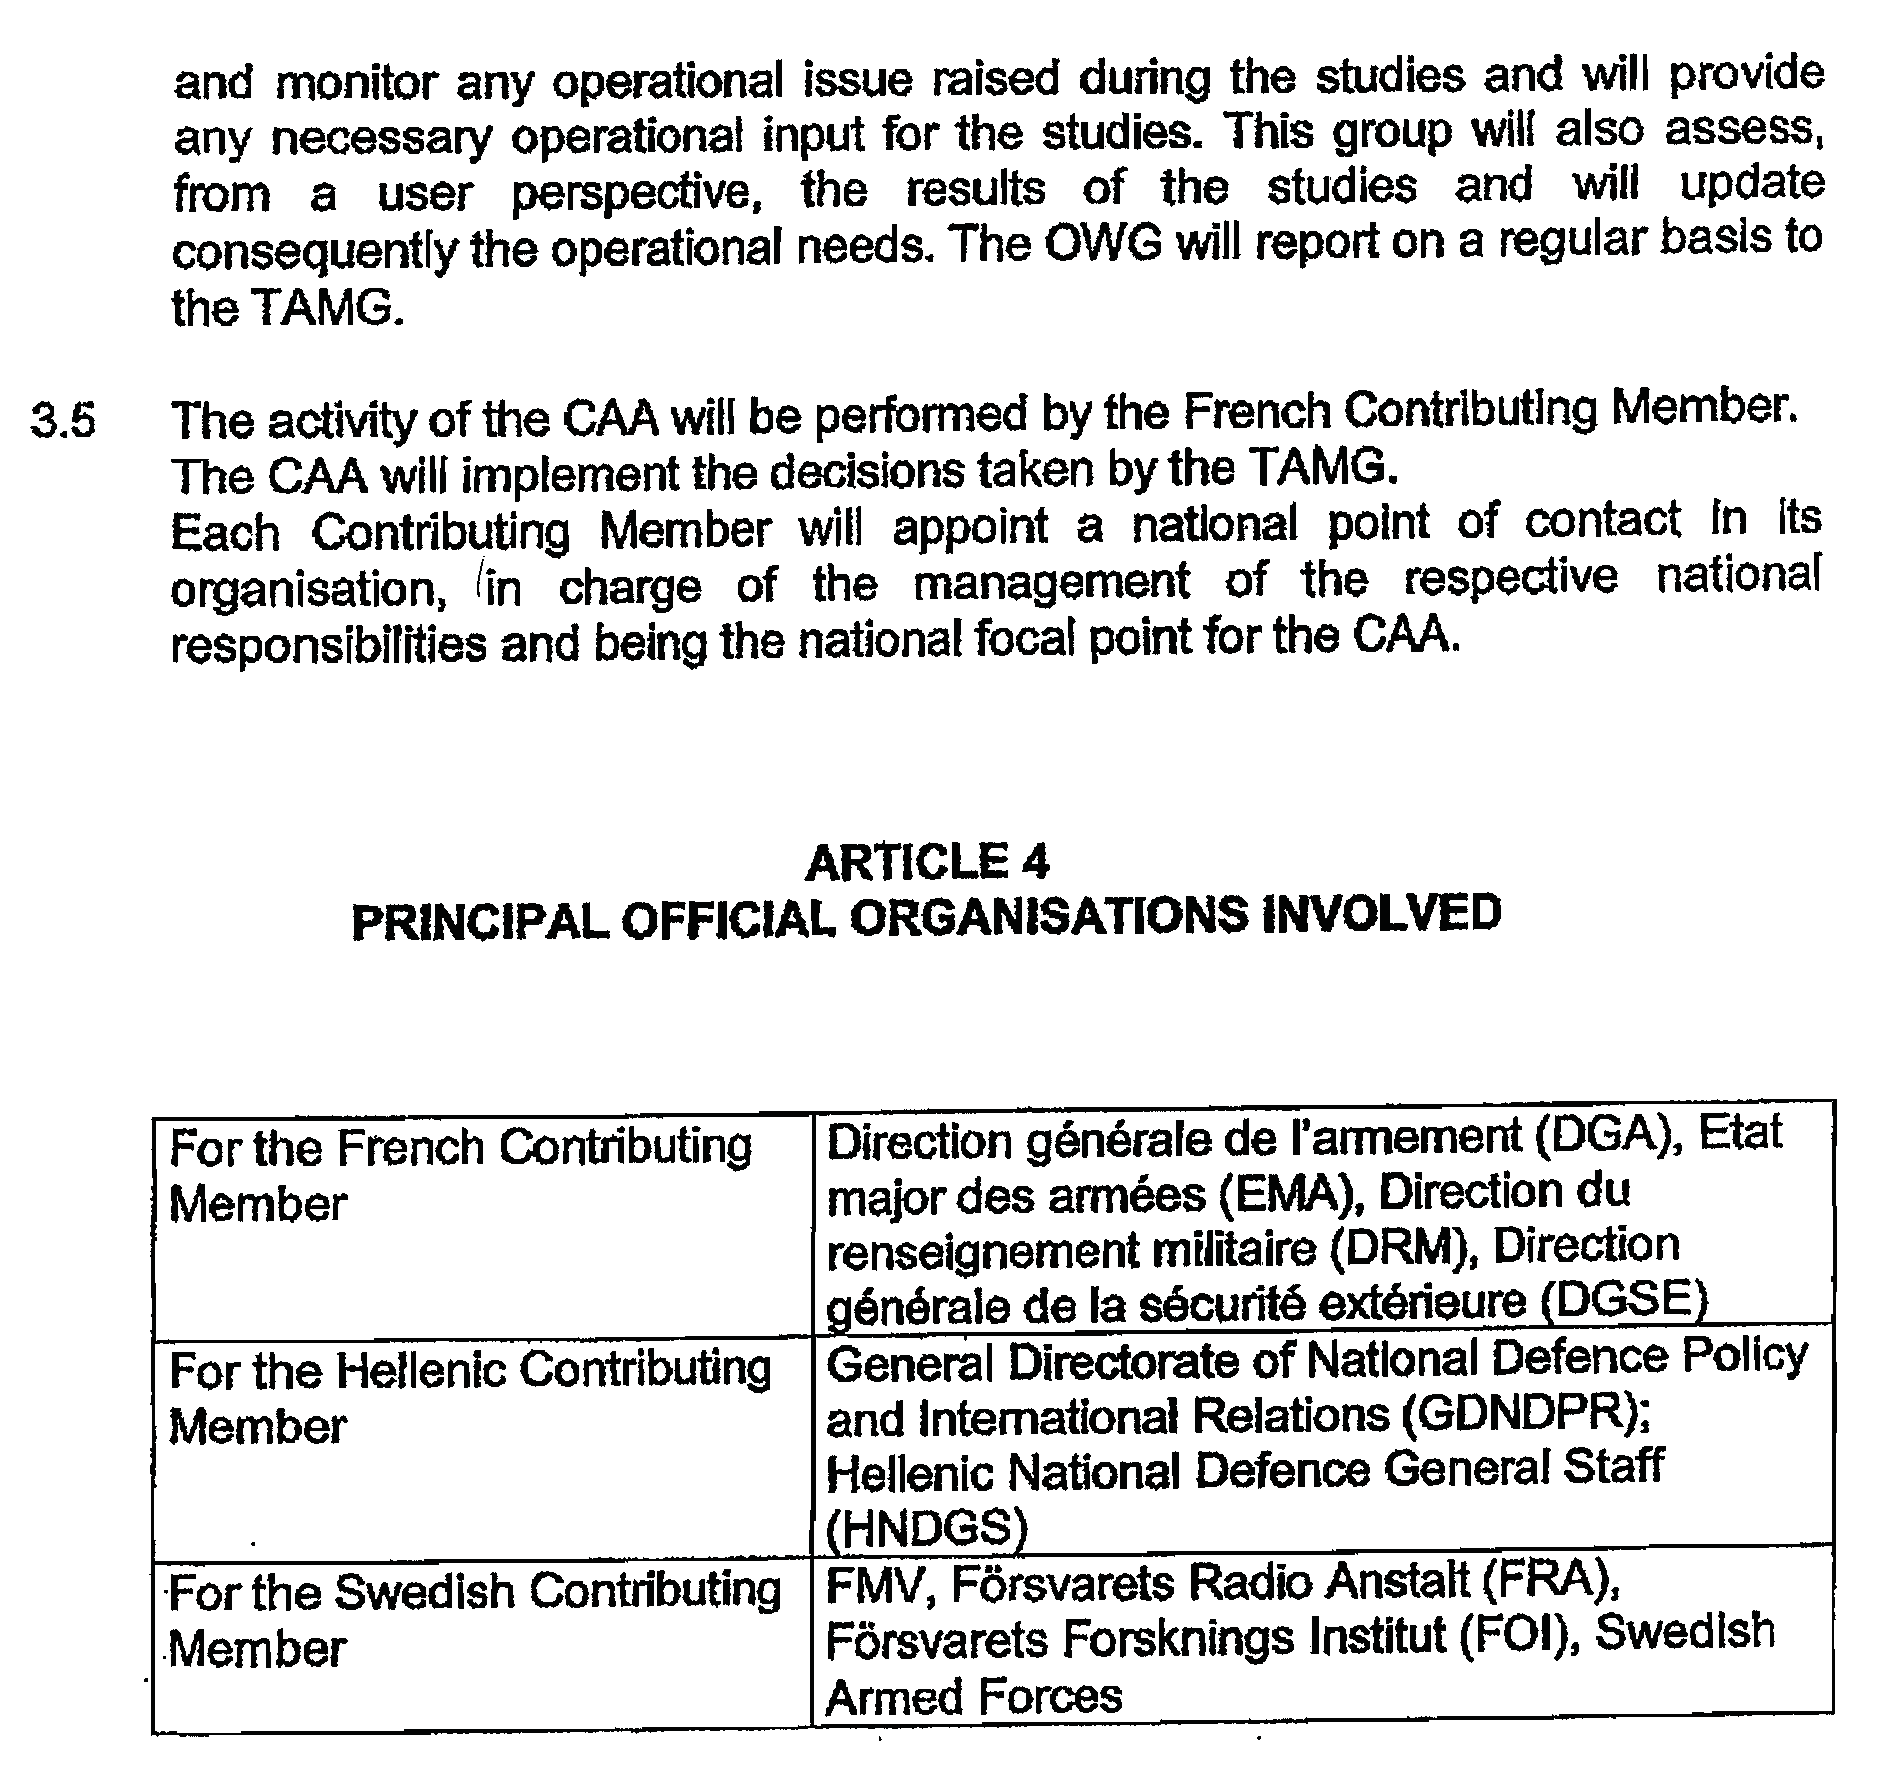 and monitor any operational issue raised during the studies and will provide
any necessary operational input for the studies. This group will also assess,
from a user perspective, the results of the studies and will update
consequently the operational needs. The OWG will report on a regular basis to
the TAMG.
3.5 The activity of the CAA will be performed by the French Contributing Member.
The CAA will implement the decisions taken by the TAMG.
Each Contributing Member will appoint a national point of contact in its
organisation, in charge of the management of the respective national
responsibilities and being the national focal point for the CAA.
ARTICLE 4
PRINCIPAL OFFICIAL ORGANISATIONS INVOLVED
For the French Contributing
Member
Direction générale de l'armement (DGA), Etat
major des armées (EMA), Direction du
renseignement militaire (DRM), Direction
générale de la sécurité extérieure (DGSE)
For the Hellenic Contributing
Member
General Directorate of National Defence Policy
and International Relations (GDNDPR);
Hellenic National Defence General Staff
(HNDGS)
For the Swedish Contributing
Member
FMV, Försvarets Radio Anstalt (FRA),
Försvarets Forsknings Institut (FOI), Swedish
Armed Forces